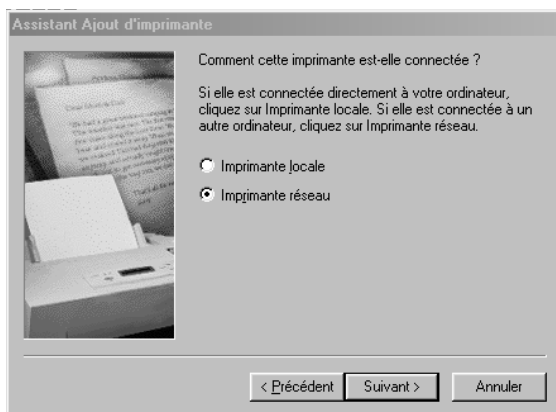 Assistant Ajout d'imprimante
Comment cette imprimante est-elle connectée ?
Si elle est connectée directement à votre ordinateur,
cliquez sur Imprimante locale. Si elle est connectée à un
autre ordinateur, cliquez sur Imprimante réseau.
Imprimante locale
Imprimante réseau
< Précédent
Suivant >
Annuler